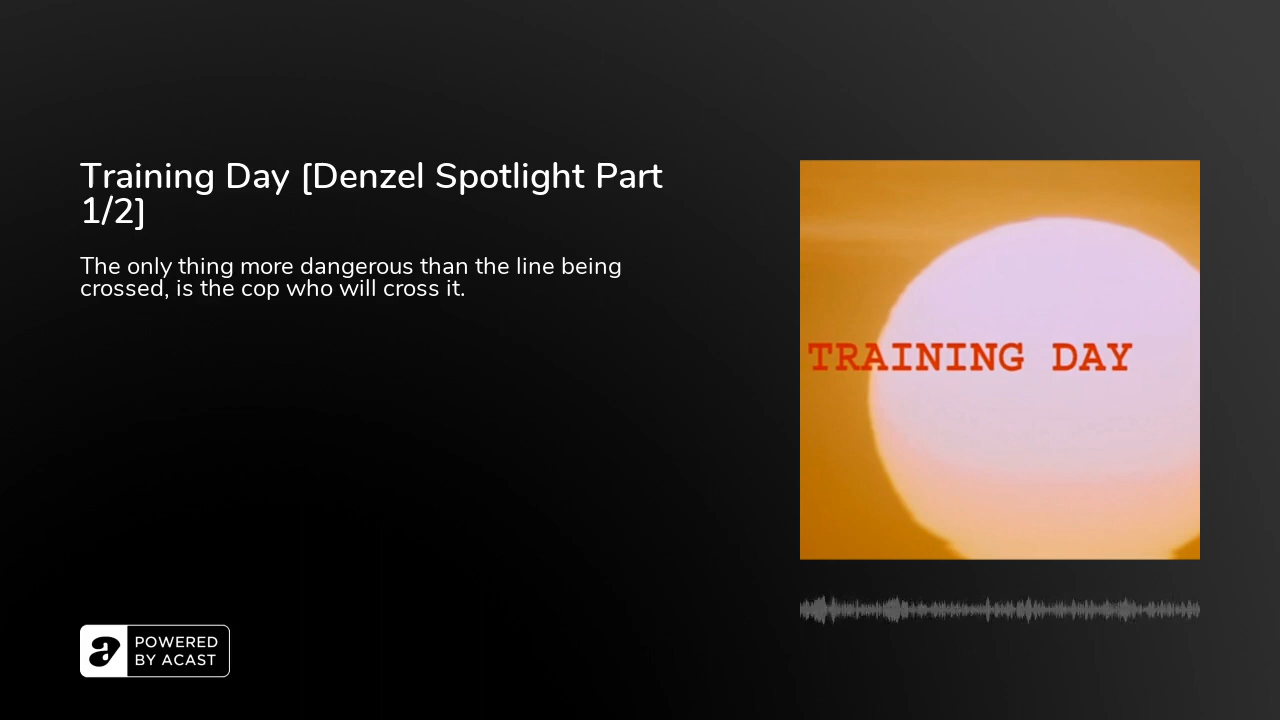 Training Day [Denzel Spotlight Part
1/2]
The only thing more dangerous than the line being
crossed, is the cop who will cross it.
TRAINING DAY
POWERED
BY ACAST